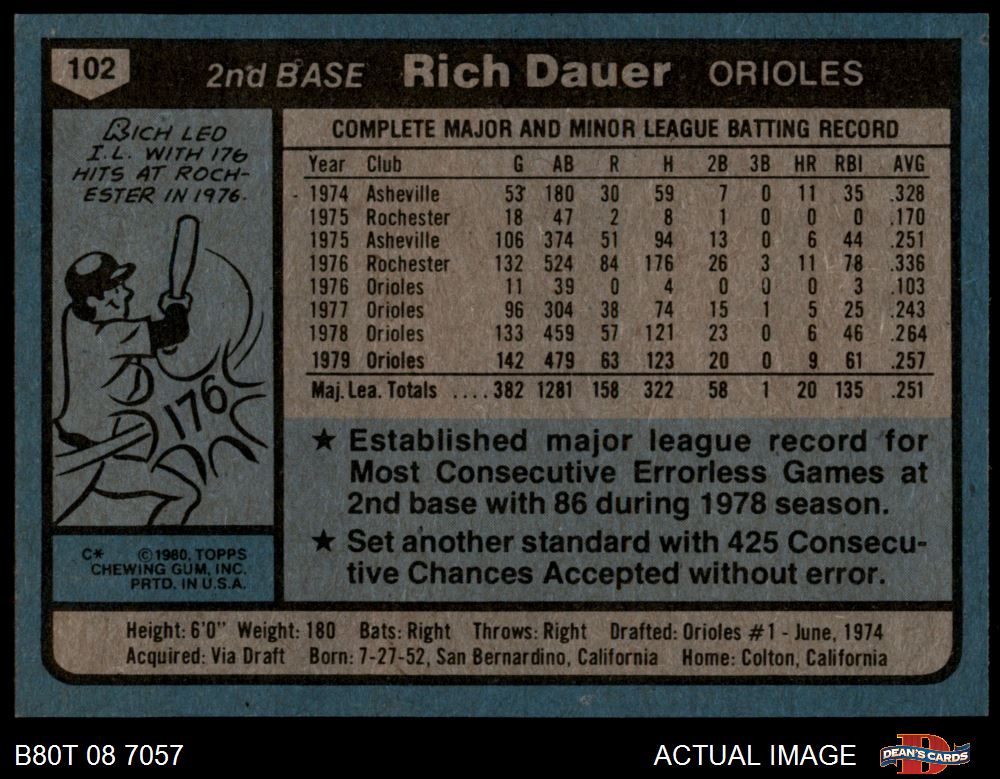 102 2nd BASE Rich Dauer ORIOLES
RICH LED
I.L. WITH 176
HITS AT ROCH-
ESTER IN 1976.
176
C* ©1980, TOPPS
CHEWING GUM, INC.
PRTD. IN U.S.A.
COMPLETE MAJOR AND MINOR LEAGUE BATTING RECORD
Year Club G AB R H 2B 3B HR RBI AVG
1974 Asheville 53 180 30 59 7 0 11 35 .328
1975 Rochester 18 47 2 8 1 0 0 0 .170
1975 Asheville 106 374 51 94 13 0 6 44 .251
1976 Rochester 132 524 84 176 26 3 11 78 .336
1976 Orioles 11 39 0 4 0 0 0 3 .103
1977 Orioles 96 304 38 74 15 1 5 25 .243
1978 Orioles 133 459 57 121 23 0 6 46 .264
1979 Orioles 142 479 63 123 20 0 9 61 .257
Maj. Lea. Totals ....382 1281 158 322 58 1 20 135 .251
★ Established major league record for
Most Consecutive Errorless Games at
2nd base with 86 during 1978 season.
★ Set another standard with 425 Consecu-
tive Chances Accepted without error.
Height: 6'0" Weight: 180 Bats: Right Throws: Right Drafted: Orioles #1 - June, 1974
Acquired: Via Draft Born: 7-27-52, San Bernardino, California Home: Colton, California
B80T 08 7057 ACTUAL IMAGE DEAN'S CARDS